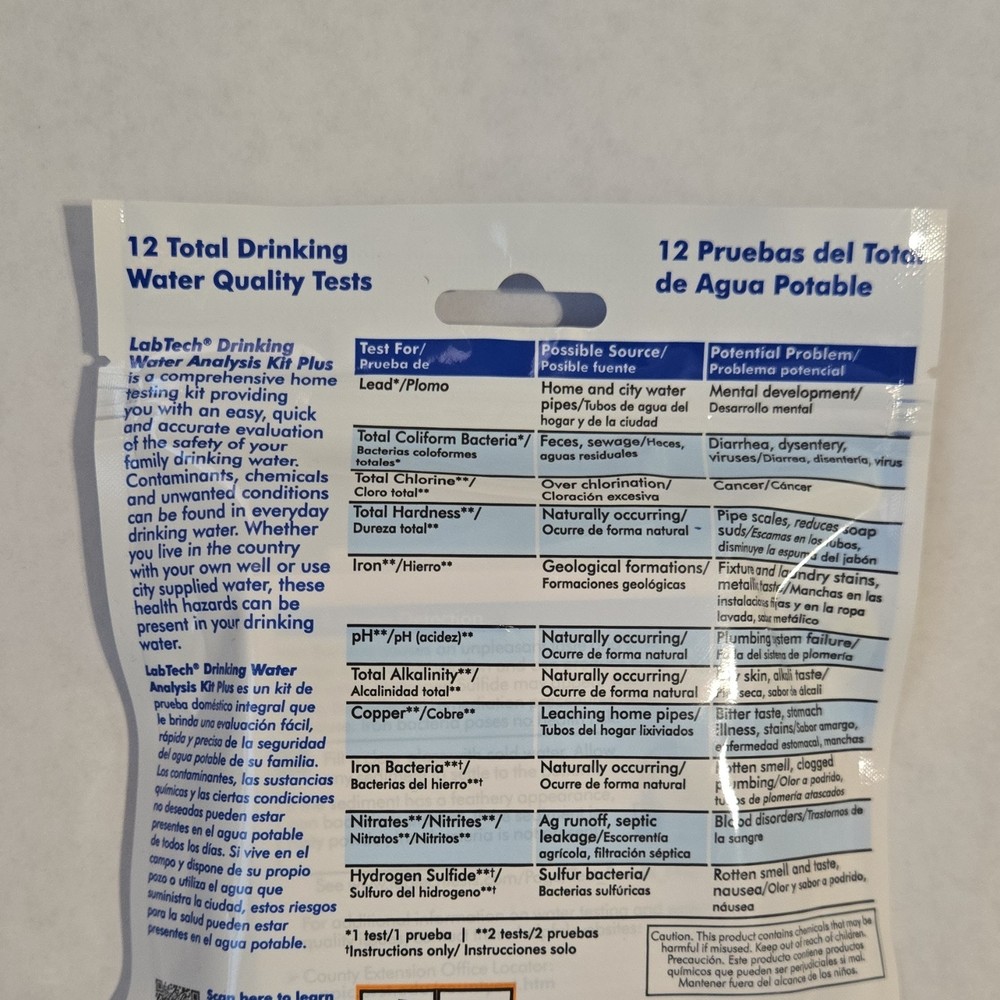 12 Total Drinking
Water Quality Tests
12 Pruebas del Total
de Agua Potable
LabTech® Drinking
Water Analysis Kit Plus
is a comprehensive home
testing kit providing
you with an easy, quick
and accurate evaluation
of the safety of your
family drinking water.
Contaminants, chemicals
and unwanted conditions
can be found in everyday
drinking water. Whether
you live in the country
with your own well or use
city supplied water, these
health hazards can be
present in your drinking
water.
LabTech® Drinking Water
Analysis Kit Plus es un kit de
prueba doméstico integral que
le brinda una evaluación fácil,
rápida y precisa de la seguridad
del agua potable de su familia.
Los contaminantes, las sustancias
químicas y las ciertas condiciones
no deseadas pueden estar
presentes en el agua potable
de todos los días. Si vive en el
campo y dispone de su propio
pozo o utiliza el agua que
suministra la ciudad, estos riesgos
para la salud pueden estar
presentes en el agua potable.
Scan here to learn
Test For/
Prueba de
Possible Source/
Posible fuente
Potential Problem/
Problema potencial
Lead*/Plomo
Home and city water
pipes/Tubos de agua del
hogar y de la ciudad
Mental development/
Desarrollo mental
Total Coliform Bacteria*/
Bacterias coloformes
totales*
Feces, sewage/Heces,
aguas residuales
Diarrhea, dysentery,
viruses/Diarrea, disentería, virus
Total Chlorine**/
Cloro total**
Over chlorination/
Cloración excesiva
Cancer/Cáncer
Total Hardness**/
Dureza total**
Naturally occurring/
Ocurre de forma natural
Pipe scales, reduces soap
suds/Escamas en los tubos,
disminuye la espuma del jabón
Iron**/Hierro**
Geological formations/
Formaciones geológicas
Fixture and laundry stains,
metallic taste/Manchas en las
instalaciones fijas y en la ropa
lavada, sabor metálico
pH**/pH (acidez)**
Naturally occurring/
Ocurre de forma natural
Plumbing system failure/
Falla del sistema de plomería
Total Alkalinity**/
Alcalinidad total**
Naturally occurring/
Ocurre de forma natural
skin, alkali taste/
Piel seca, sabor de álcali
Copper**/Cobre**
Leaching home pipes/
Tubos del hogar lixiviados
Bitter taste, stomach
illness, stains/Sabor amargo,
enfermedad estomacal, manchas
Iron Bacteria**†/
Bacterias del hierro**†
Naturally occurring/
Ocurre de forma natural
Rotten smell, clogged
plumbing/Olor a podrido,
tubos de plomería atascados
Nitrates**/Nitrites**/
Nitratos**/Nitritos**
Ag runoff, septic
leakage/Escorrentía
agrícola, filtración séptica
Blood disorders/Trastornos de
la sangre
Hydrogen Sulfide**†/
Sulfuro del hidrogeno**†
Sulfur bacteria/
Bacterias sulfúricas
Rotten smell and taste,
nausea/Olor y sabor a podrido,
náusea
*1 test/1 prueba | **2 tests/2 pruebas
†Instructions only/ Instrucciones solo
Caution. This product contains chemicals that may be
harmful if misused. Keep out of reach of children.
Precaución. Este producto contiene productos
químicos que pueden ser perjudiciales si mal.
Mantener fuera del alcance de los niños.
County Extension Office Locator: